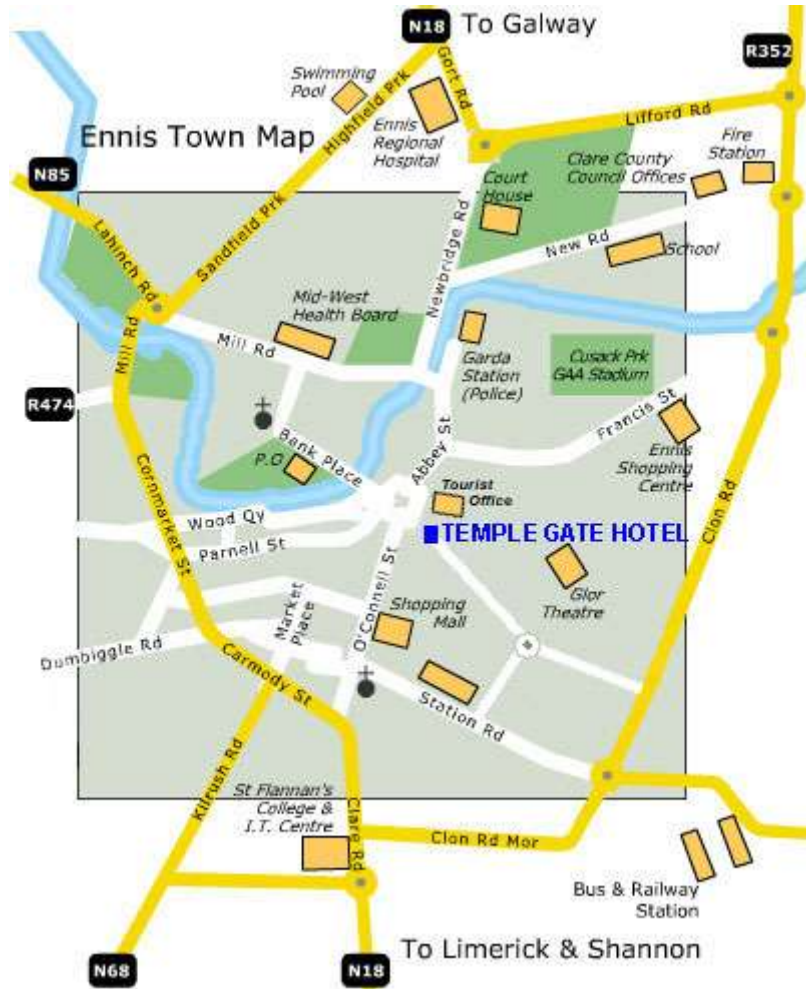 N18
To Galway
R352
Swimming
Pool
Highfield Prk
Gort Rd
Ennis
Regional
Hospital
Lifford Rd
Ennis Town Map
Fire
Station
Clare County
Council Offices
N85
Court
House
Lahinch Rd
Sandfield Prk
Newbridge Rd
New Rd
School
Mid-West
Health Board
Mill Rd
Mill Rd
Garda
Station
(Police)
Cusack Prk
GAA Stadium
R474
Francis St
Abbey St
Bank Place
P.O
Ennis
Shopping
Centre
Cornmarket St
Tourist
Office
Wood Qy
Parnell St
TEMPLE GATE HOTEL
Clon Rd
Glor
Theatre
O'Connell St
Market
Place
Shopping
Mall
Dumbiggle Rd
Carmody St
Station Rd
Kilrush Rd
St Flannan's
College &
I.T. Centre
Clare Rd
Clon Rd Mor
Bus & Railway
Station
To Limerick & Shannon
N68
N18